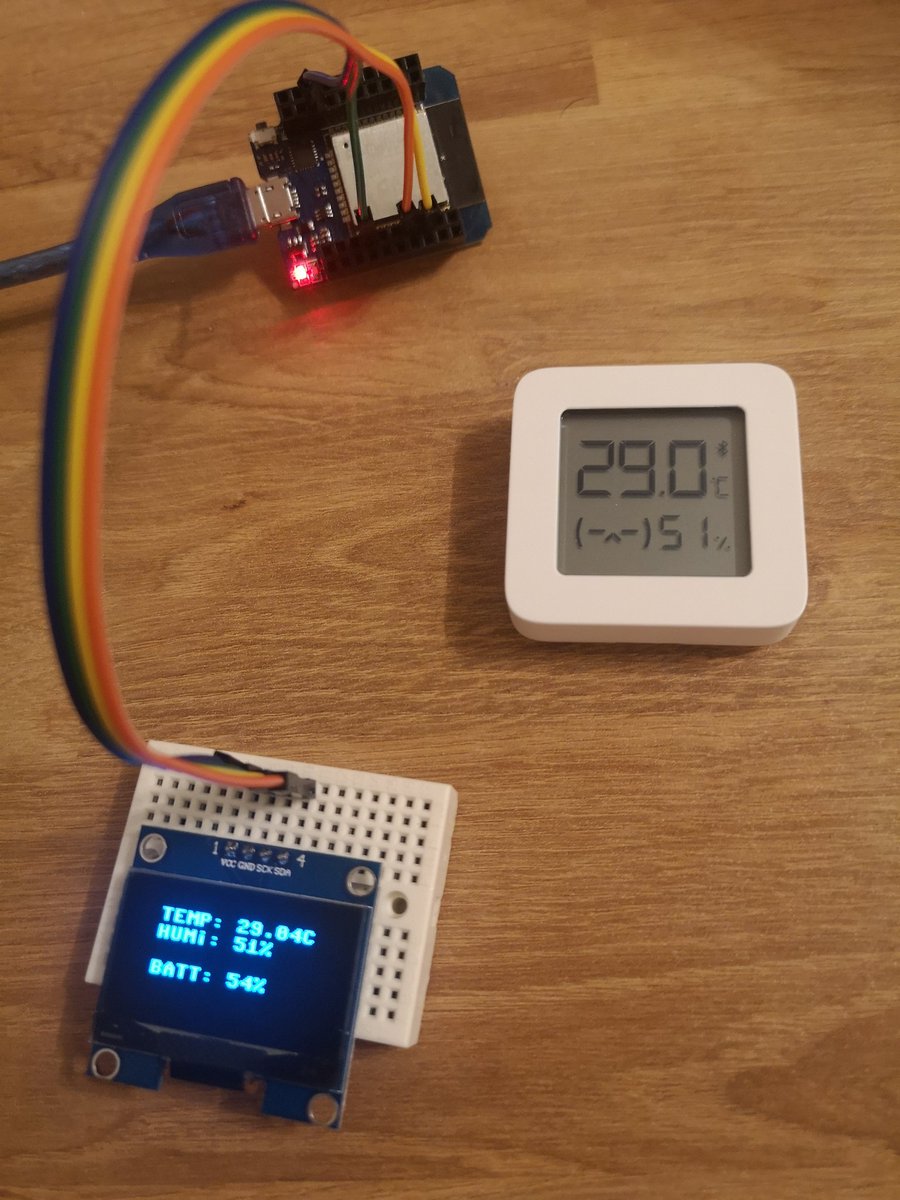 29.0°C
(-^-) 51%
1 4
VCC GND SCK SDA
TEMP: 29.04C
HUMi: 51%
BATT: 54%